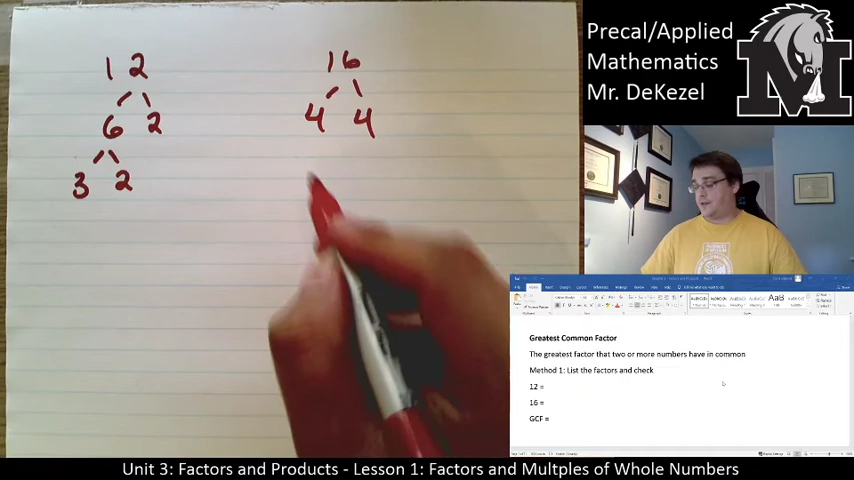 12
6 2
3 2
16
4 4
Precal/Applied
Mathematics
Mr. DeKezel
M
Greatest Common Factor
The greatest factor that two or more numbers have in common
Method 1: List the factors and check
12 =
16 =
GCF =
Unit 3: Factors and Products - Lesson 1: Factors and Multples of Whole Numbers